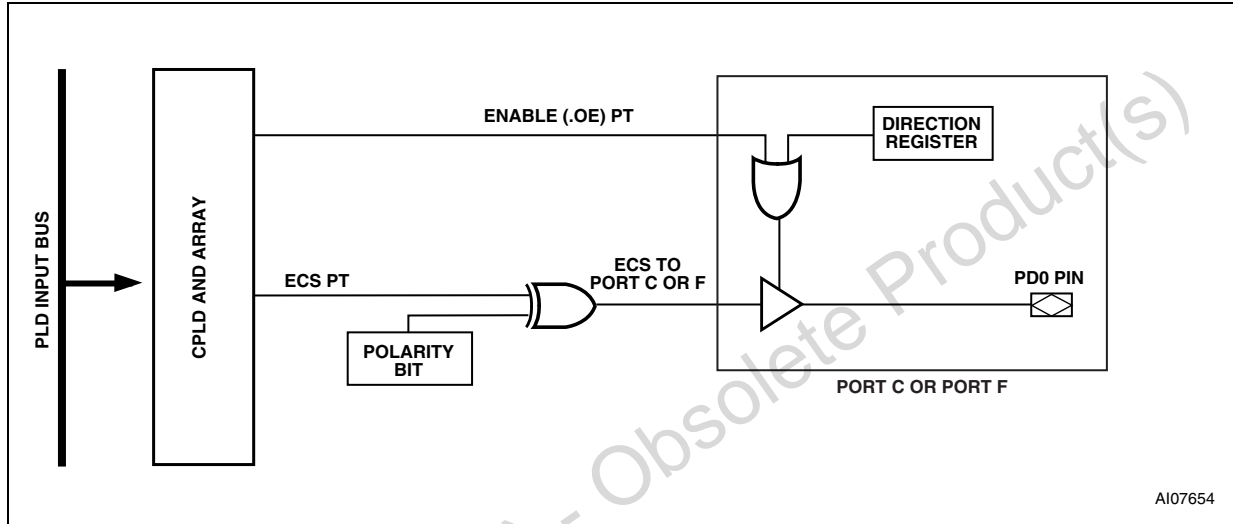 ENABLE (.OE) PT
DIRECTION
REGISTER
PLD INPUT BUS
CPLD AND ARRAY
ECS PT
ECS TO
PORT C OR F
PD0 PIN
POLARITY
BIT
PORT C OR PORT F
) - Obsolete Product(s)
AI07654